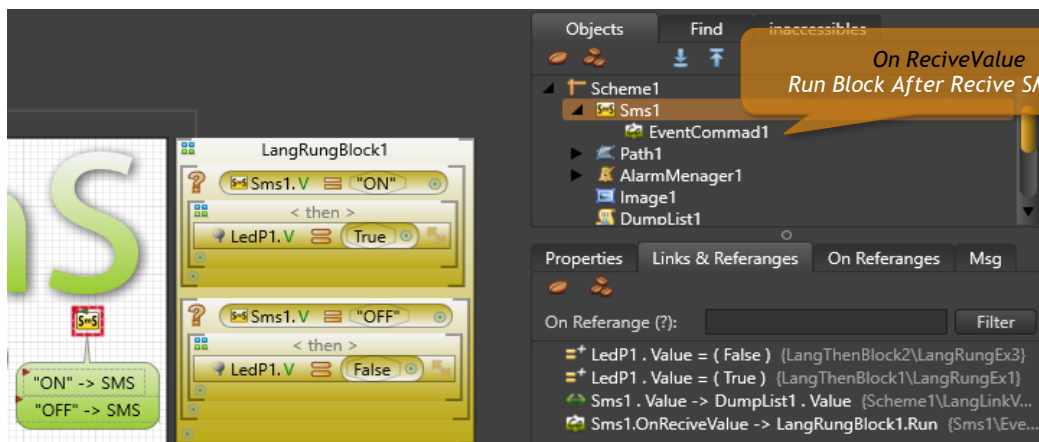 S
S-S
"ON" -> SMS
"OFF" -> SMS
LangRungBlock1
? Sms1.V = "ON"
< then >
LedP1.V = True
? Sms1.V = "OFF"
< then >
LedP1.V = False
Objects Find inaccessibles
On ReciveValue
Run Block After Recive
Scheme1
Sms1
EventCommad1
Path1
AlarmMenager1
Image1
DumpList1
Properties Links & Referanges On Referanges Msg
On Referange (?): Filter
LedP1 . Value = ( False ) {LangThenBlock2\LangRungEx3}
LedP1 . Value = ( True ) {LangThenBlock1\LangRungEx1}
Sms1 . Value -> DumpList1 . Value {Scheme1\LangLinkV...
Sms1.OnReciveValue -> LangRungBlock1.Run {Sms1\Eve...